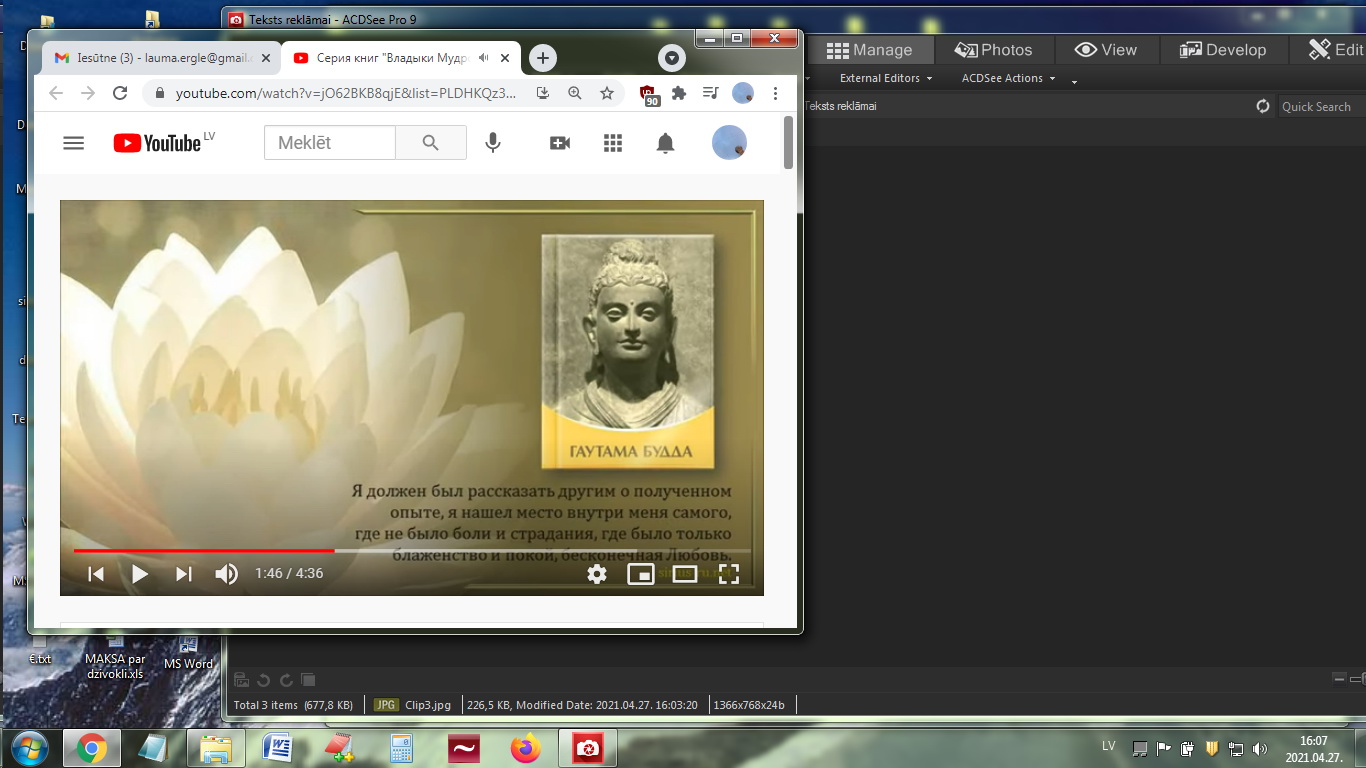 Teksts reklāmai - ACDSee Pro 9
Iesūtne (3) - lauma.ergle@gmail.
Серия книг "Владыки Мудр
Manage
Photos
View
Develop
Edit
youtube.com/watch?v=jO62BKB8qjE&list=PLDHKQz3...
90
External Editors
ACDSee Actions
Teksts reklāmai
Quick Search
YouTube LV
Meklēt
ГАУТАМА БУДДА
Я должен был рассказать другим о полученном
опыте, я нашел место внутри меня самого,
где не было боли и страдания, где было только
блаженство и покой, бесконечная Любовь.
1:46 / 4:36
€.txt
MAKSA par
dzivokli.xls
MS Word
Total 3 items (677,8 KB)
JPG
Clip3.jpg
226,5 KB, Modified Date: 2021.04.27. 16:03:20
1366x768x24b
LV
16:07
2021.04.27.